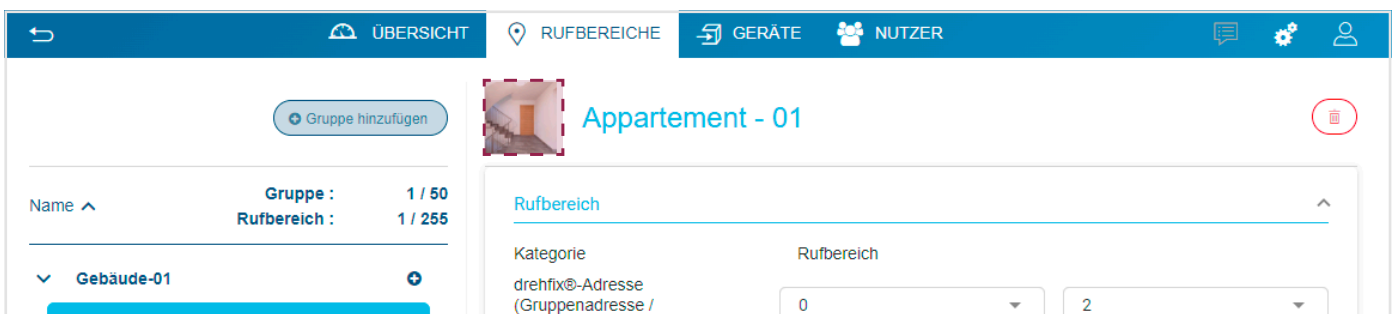 ÜBERSICHT RUFBEREICHE GERÄTE NUTZER
Gruppe hinzufügen
Appartement - 01
Name Gruppe : 1 / 50
Rufbereich : 1 / 255
Rufbereich
Kategorie Rufbereich
Gebäude-01
drehfix®-Adresse
(Gruppenadresse / 0 2